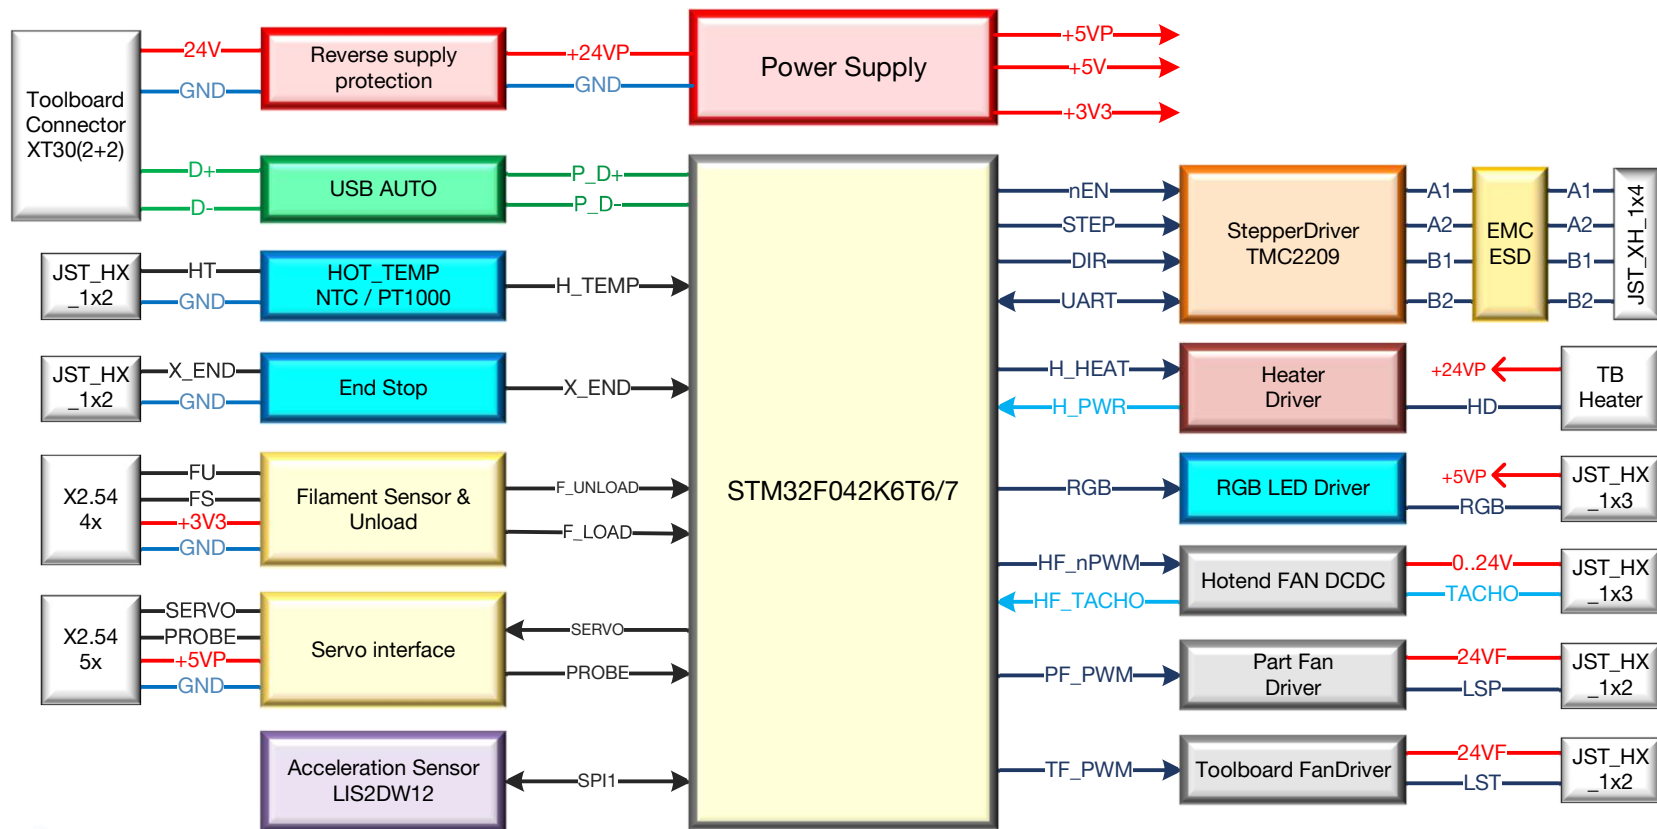 Toolboard
Connector
XT30(2+2)
24V
GND
D+
D-
Reverse supply
protection
+24VP
GND
Power Supply
+5VP
+5V
+3V3
USB AUTO
P_D+
P_D-
JST_HX
_1x2
HT
GND
HOT_TEMP
NTC / PT1000
H_TEMP
JST_HX
_1x2
X_END
GND
End Stop
X_END
X2.54
4x
FU
FS
+3V3
GND
Filament Sensor &
Unload
F_UNLOAD
F_LOAD
X2.54
5x
SERVO
PROBE
+5VP
GND
Servo interface
SERVO
PROBE
Acceleration Sensor
LIS2DW12
SPI1
STM32F042K6T6/7
nEN
STEP
DIR
UART
StepperDriver
TMC2209
A1
A2
B1
B2
EMC
ESD
A1
A2
B1
B2
JST_XH_1x4
H_HEAT
H_PWR
Heater
Driver
+24VP
HD
TB
Heater
RGB
RGB LED Driver
+5VP
RGB
JST_HX
_1x3
HF_nPWM
HF_TACHO
Hotend FAN DCDC
0..24V
TACHO
JST_HX
_1x3
PF_PWM
Part Fan
Driver
24VF
LSP
JST_HX
_1x2
TF_PWM
Toolboard FanDriver
24VF
LST
JST_HX
_1x2